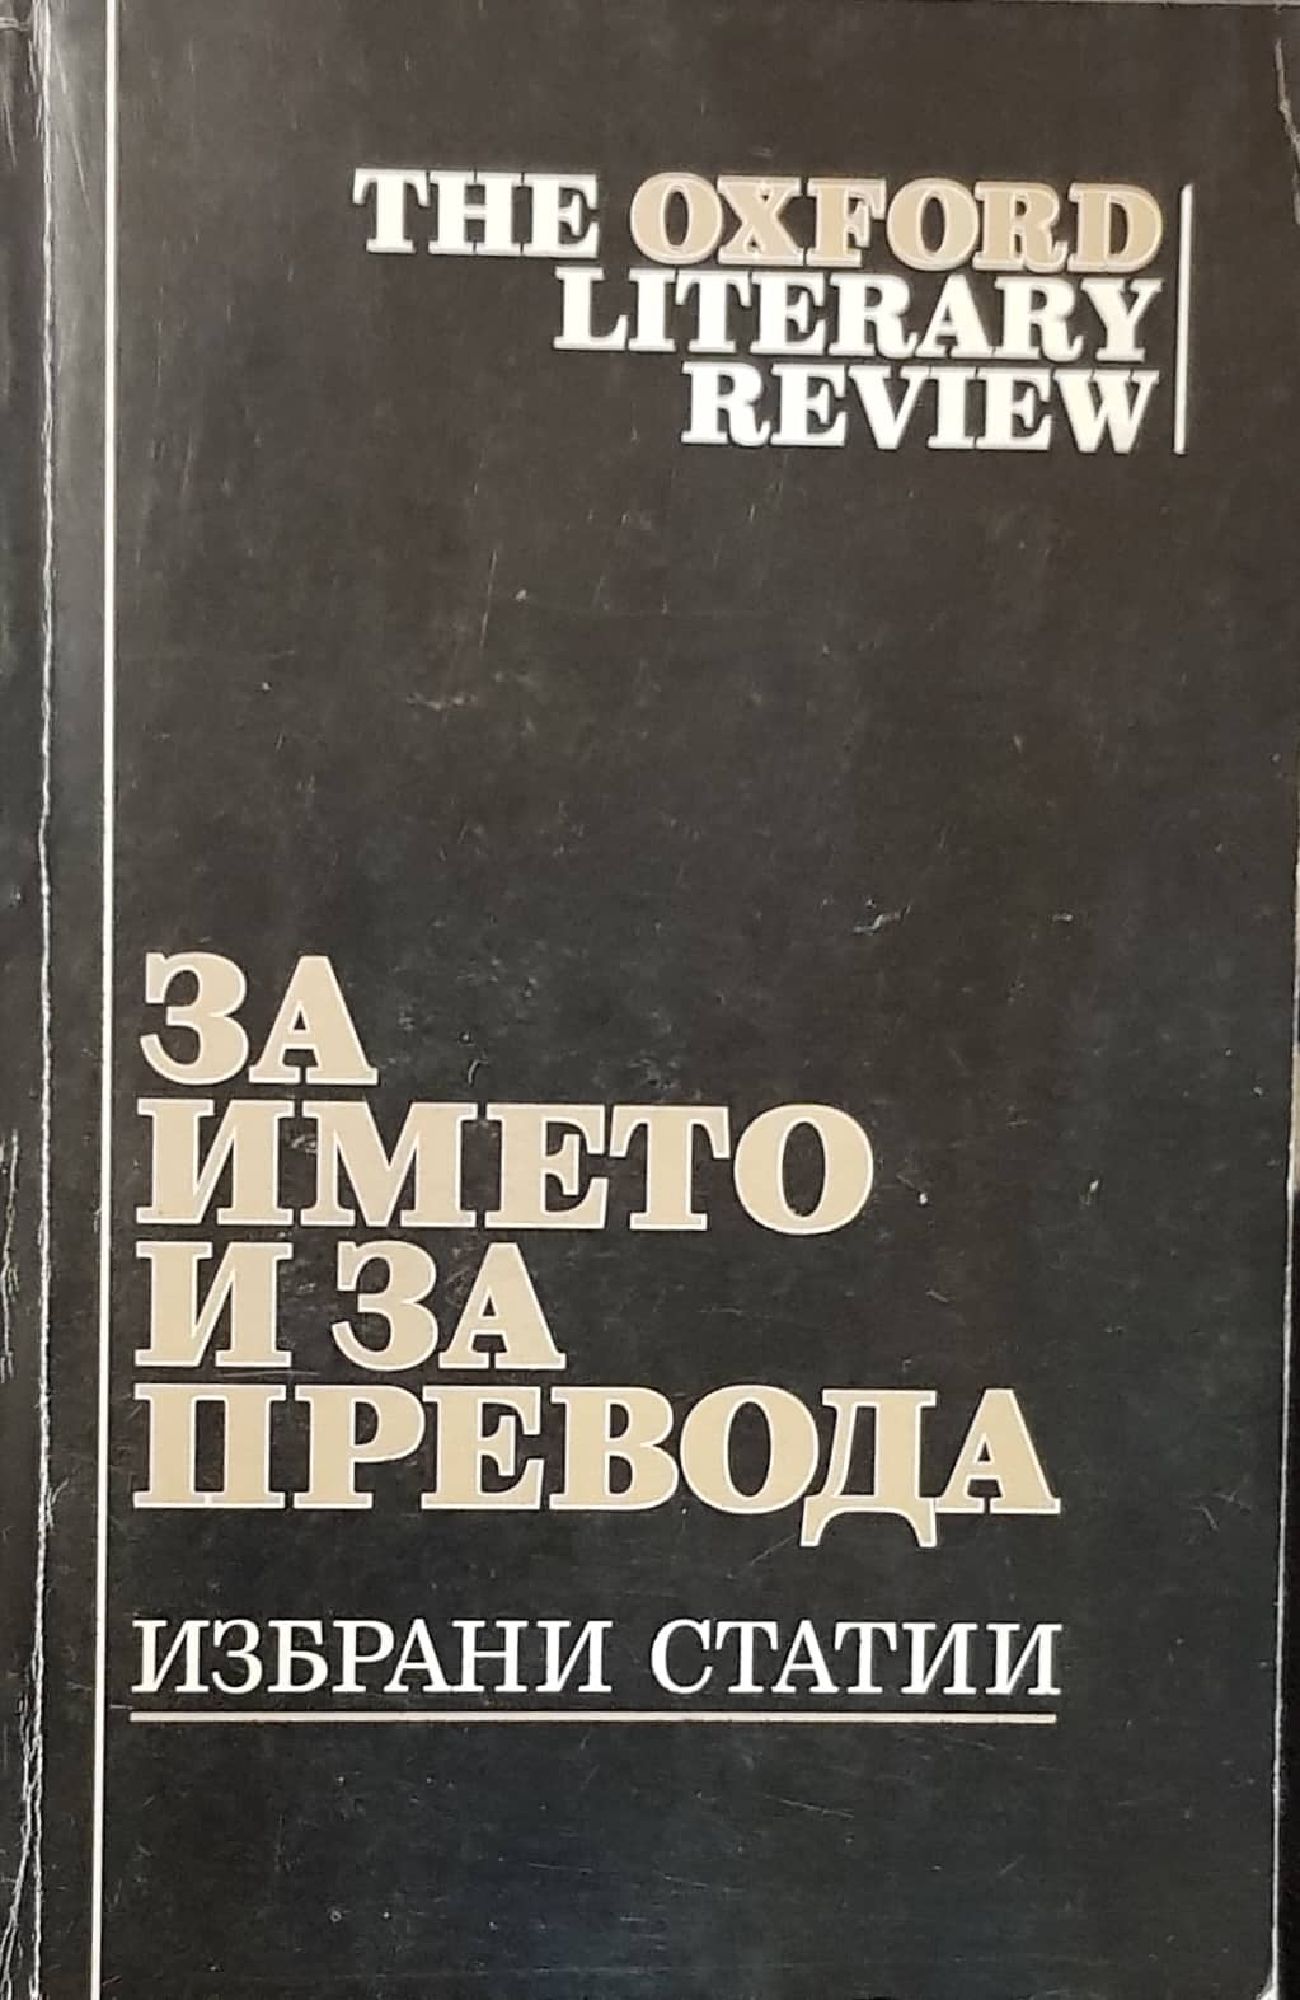 THE OXFORD
LITERARY
REVIEW
ЗА
ИМЕТО
И ЗА
ПРЕВОДА
ИЗБРАНИ СТАТИИ